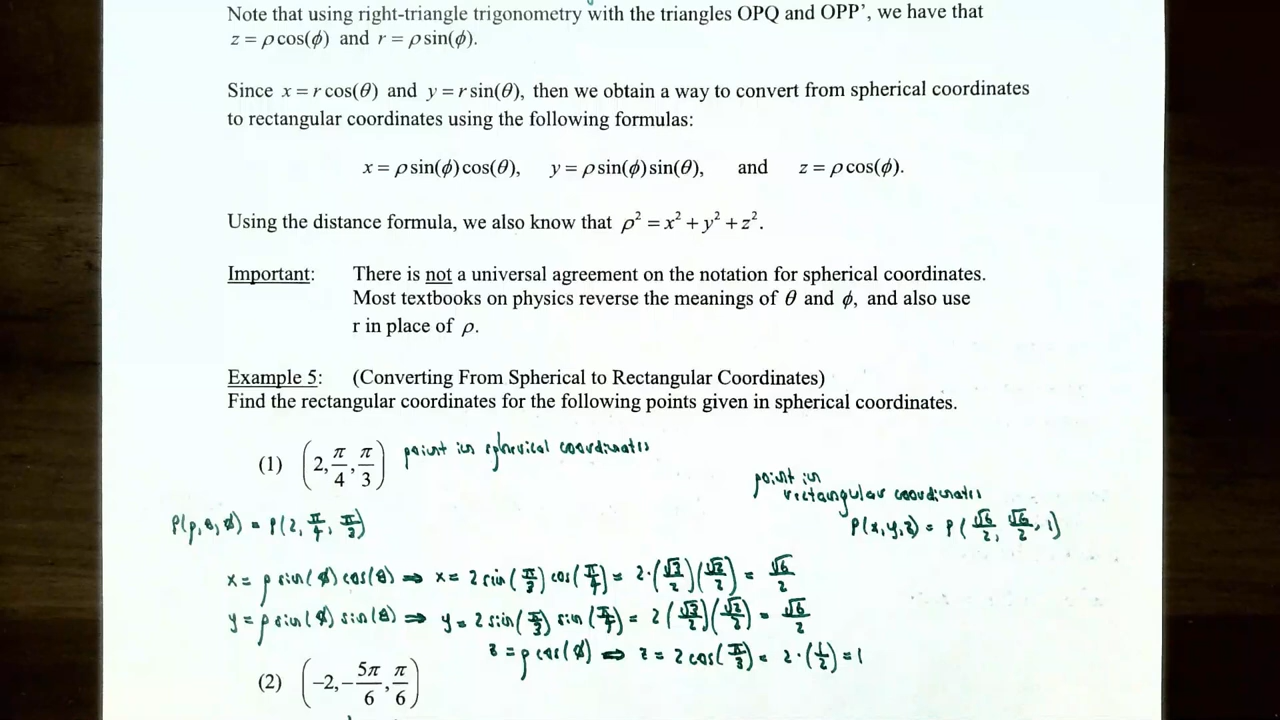 Note that using right-triangle trigonometry with the triangles OPQ and OPP', we have that
z = ρcos(ϕ) and r = ρsin(ϕ).
Since x = r cos(θ) and y = r sin(θ), then we obtain a way to convert from spherical coordinates
to rectangular coordinates using the following formulas:
x = ρsin(ϕ)cos(θ), y = ρsin(ϕ)sin(θ), and z = ρcos(ϕ).
Using the distance formula, we also know that ρ² = x² + y² + z².
Important: There is not a universal agreement on the notation for spherical coordinates.
Most textbooks on physics reverse the meanings of θ and ϕ, and also use
r in place of ρ.
Example 5: (Converting From Spherical to Rectangular Coordinates)
Find the rectangular coordinates for the following points given in spherical coordinates.
(1) (2, π/4, π/3) point in spherical coordinates
point in
rectangular coordinates
P(ρ, θ, ϕ) = P(2, π/4, π/3) P(x, y, z) = P(√6/2, √6/2, 1)
x = ρ sin(ϕ) cos(θ) ⇒ x = 2 sin(π/3) cos(π/4) = 2·(√3/2)(√2/2) = √6/2
y = ρ sin(ϕ) sin(θ) ⇒ y = 2 sin(π/3) sin(π/4) = 2(√3/2)(√2/2) = √6/2
z = ρ cos(ϕ) ⇒ z = 2 cos(π/3) = 2·(1/2) = 1
(2) (−2, −5π/6, π/6)